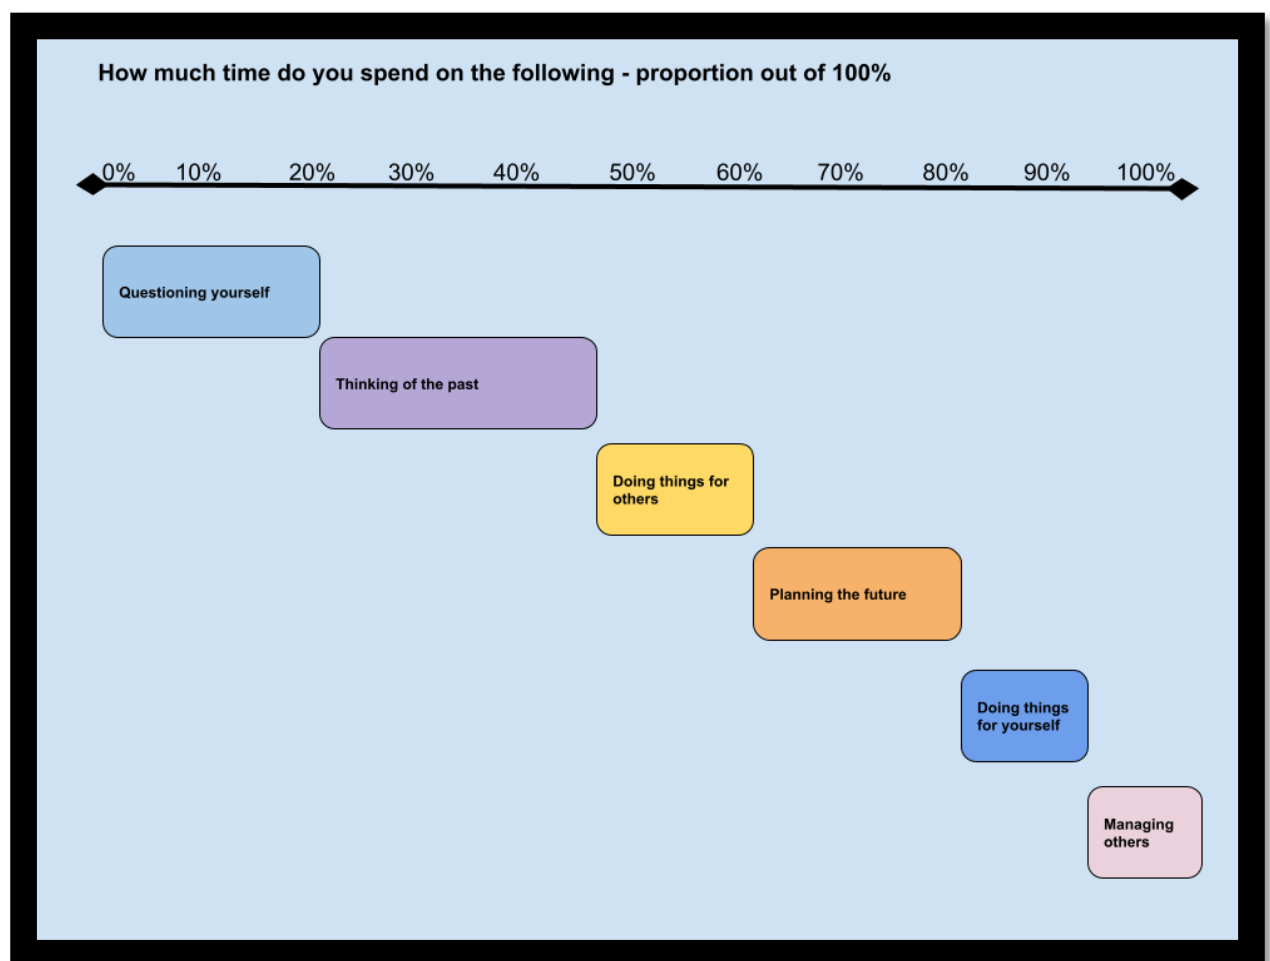 How much time do you spend on the following - proportion out of 100%
0% 10% 20% 30% 40% 50% 60% 70% 80% 90% 100%
Questioning yourself
Thinking of the past
Doing things for
others
Planning the future
Doing things
for yourself
Managing
others